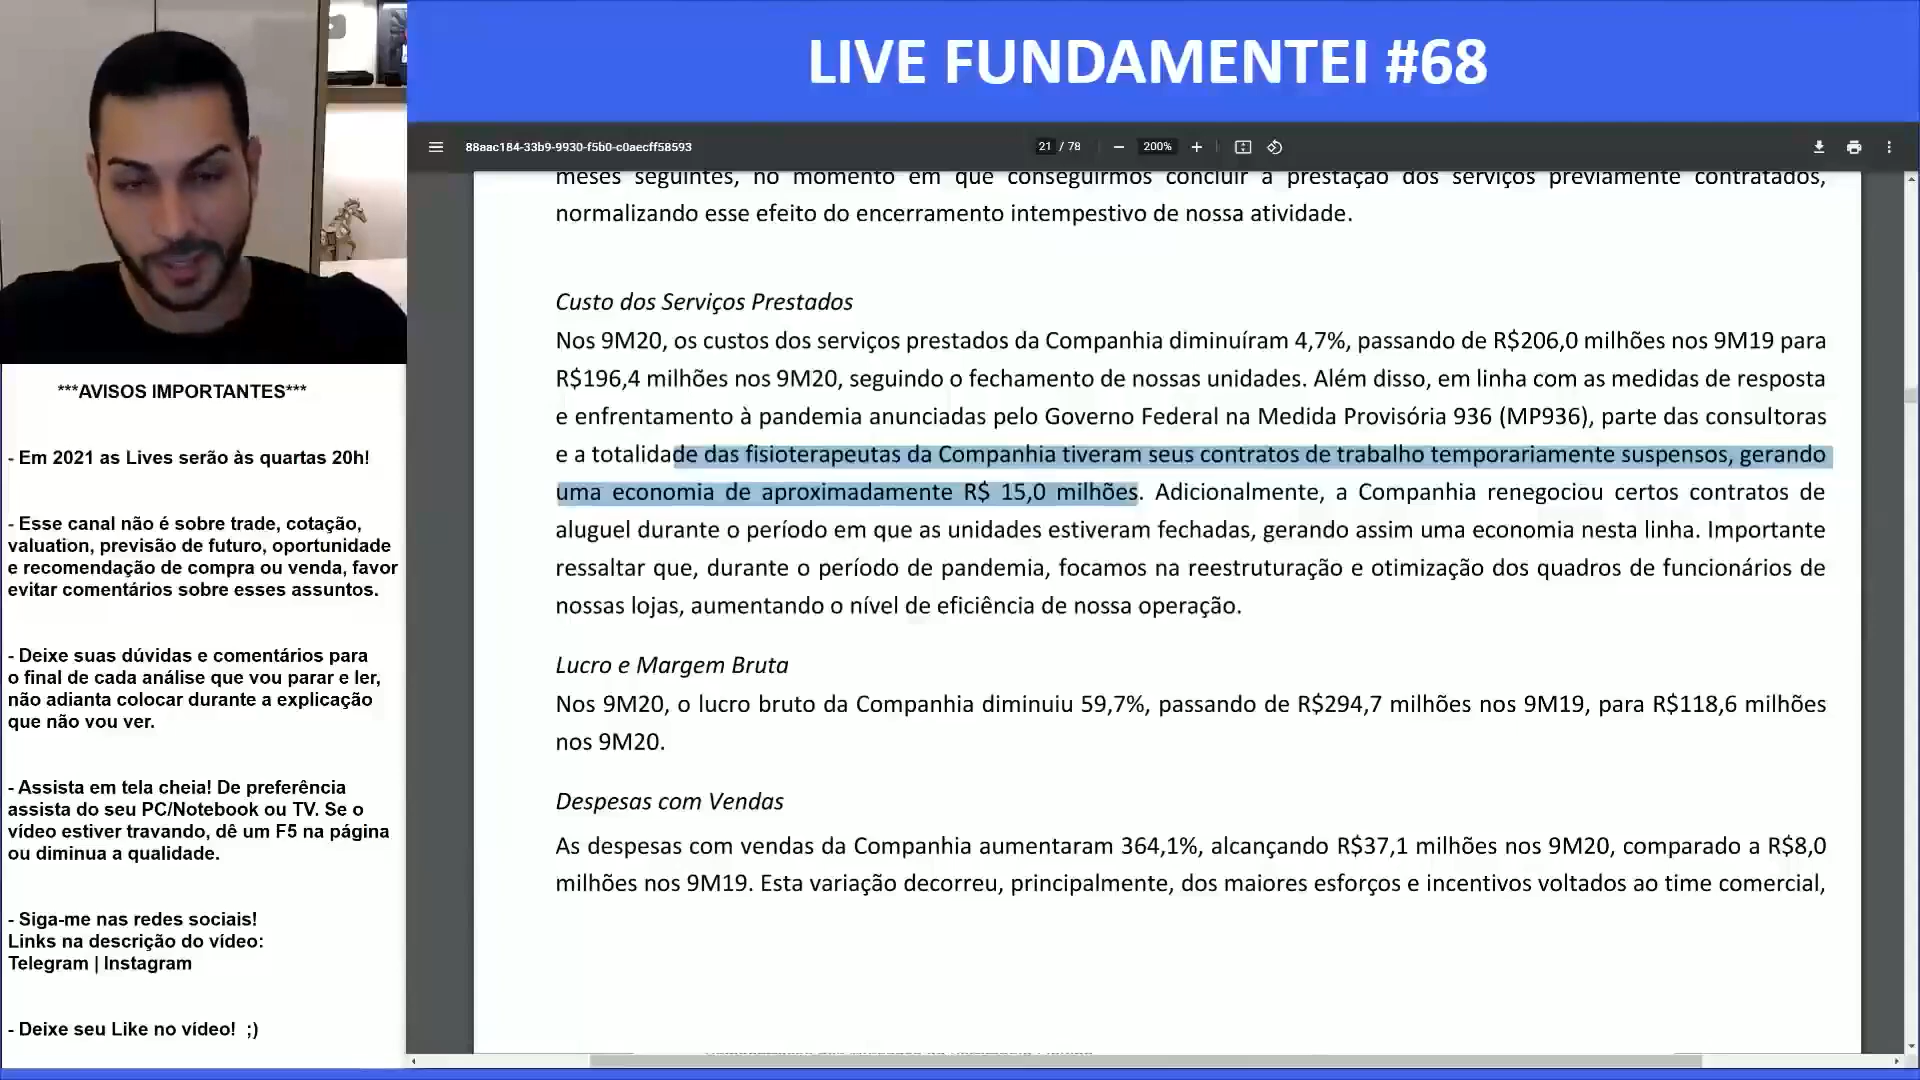 LIVE FUNDAMENTEI #68
88aac184-33b9-9930-f5b0-c0aecff58593
21 / 78
200%
meses seguintes, no momento em que conseguirmos concluir a prestação dos serviços previamente contratados,
normalizando esse efeito do encerramento intempestivo de nossa atividade.
Custo dos Serviços Prestados
Nos 9M20, os custos dos serviços prestados da Companhia diminuíram 4,7%, passando de R$206,0 milhões nos 9M19 para
R$196,4 milhões nos 9M20, seguindo o fechamento de nossas unidades. Além disso, em linha com as medidas de resposta
e enfrentamento à pandemia anunciadas pelo Governo Federal na Medida Provisória 936 (MP936), parte das consultoras
e a totalidade das fisioterapeutas da Companhia tiveram seus contratos de trabalho temporariamente suspensos, gerando
uma economia de aproximadamente R$ 15,0 milhões. Adicionalmente, a Companhia renegociou certos contratos de
aluguel durante o período em que as unidades estiveram fechadas, gerando assim uma economia nesta linha. Importante
ressaltar que, durante o período de pandemia, focamos na reestruturação e otimização dos quadros de funcionários de
nossas lojas, aumentando o nível de eficiência de nossa operação.
Lucro e Margem Bruta
Nos 9M20, o lucro bruto da Companhia diminuiu 59,7%, passando de R$294,7 milhões nos 9M19, para R$118,6 milhões
nos 9M20.
Despesas com Vendas
As despesas com vendas da Companhia aumentaram 364,1%, alcançando R$37,1 milhões nos 9M20, comparado a R$8,0
milhões nos 9M19. Esta variação decorreu, principalmente, dos maiores esforços e incentivos voltados ao time comercial,
***AVISOS IMPORTANTES***
- Em 2021 as Lives serão às quartas 20h!
- Esse canal não é sobre trade, cotação,
valuation, previsão de futuro, oportunidade
e recomendação de compra ou venda, favor
evitar comentários sobre esses assuntos.
- Deixe suas dúvidas e comentários para
o final de cada análise que vou parar e ler,
não adianta colocar durante a explicação
que não vou ver.
- Assista em tela cheia! De preferência
assista do seu PC/Notebook ou TV. Se o
vídeo estiver travando, dê um F5 na página
ou diminua a qualidade.
- Siga-me nas redes sociais!
Links na descrição do vídeo:
Telegram | Instagram
- Deixe seu Like no vídeo! ;)